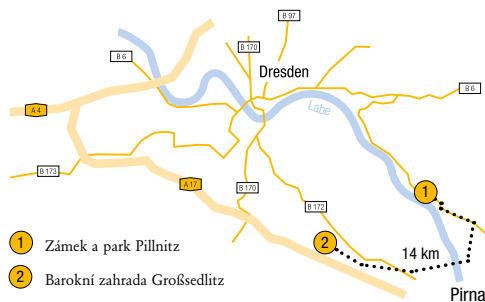 B 97
B 170
B 6
Dresden
B 6
A 4
Labe
B 173
A 17
B 170
B 172
1
2
1 Zámek a park Pillnitz
14 km
2 Barokní zahrada Großsedlitz
Pirna